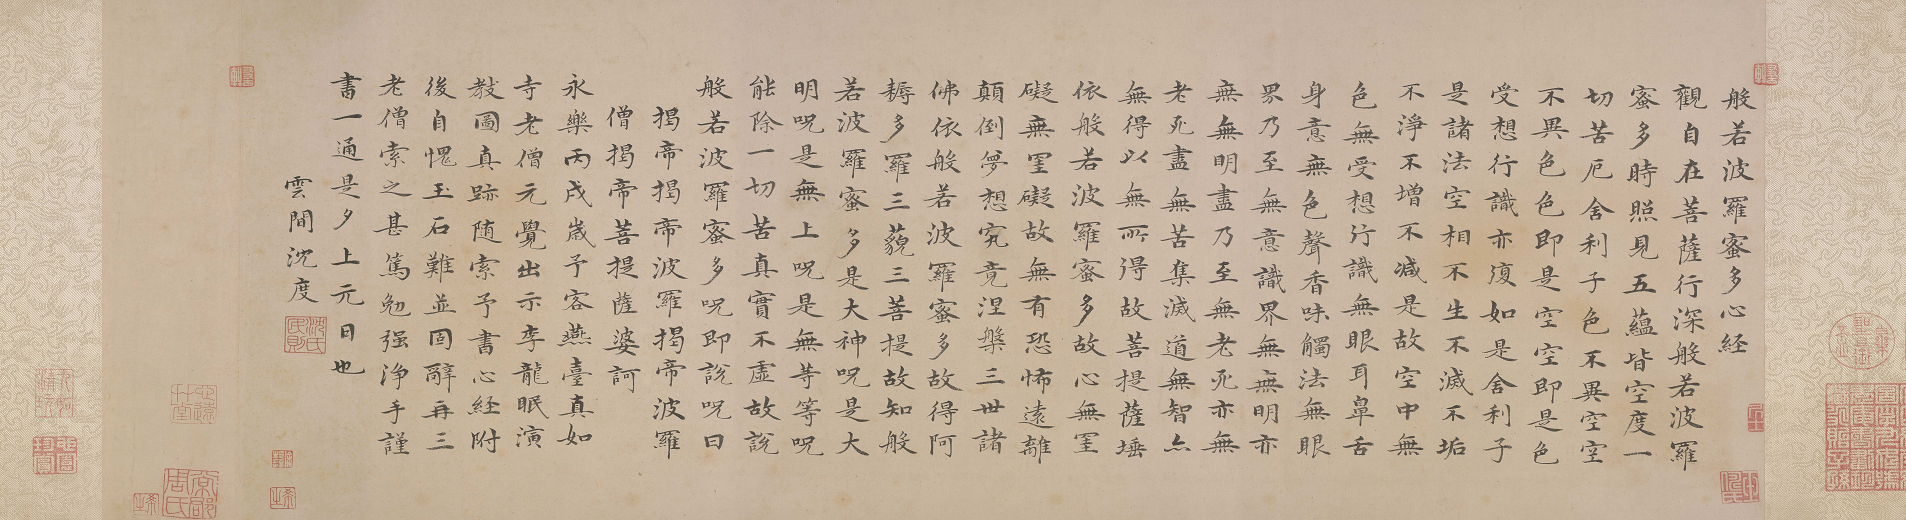 般若波羅蜜多心経
觀自在菩薩行深般若波羅
蜜多時照見五蘊皆空度一
切苦厄舍利子色不異空空
不異色色即是空空即是色
受想行識亦復如是舍利子
是諸法空相不生不滅不垢
不淨不增不减是故空中無
色無受想行識無眼耳鼻舌
身意無色聲香味觸法無眼
界乃至無意識界無無明亦
無無明盡乃至無老死亦無
老死盡無苦集滅道無智亦
無得以無所得故菩提薩埵
依般若波羅蜜多故心無罣
礙無罣礙故無有恐怖遠離
顛倒夢想究竟涅槃三世諸
佛依般若波羅蜜多故得阿
耨多羅三藐三菩提故知般
若波羅蜜多是大神呪是大
明呪是無上呪是無等等呪
能除一切苦真實不虛故說
般若波羅蜜多呪即說呪曰
揭帝揭帝波羅揭帝波羅
僧揭帝菩提薩婆訶
永樂丙戌歲予客燕臺真如
寺老僧元覺出示李龍眠演
教圖真跡随索予書心経附
後自愧玉石難並固辭再三
老僧索之甚篤勉强淨手謹
書一通是夕上元日也
雲間沈度
沈氏民則